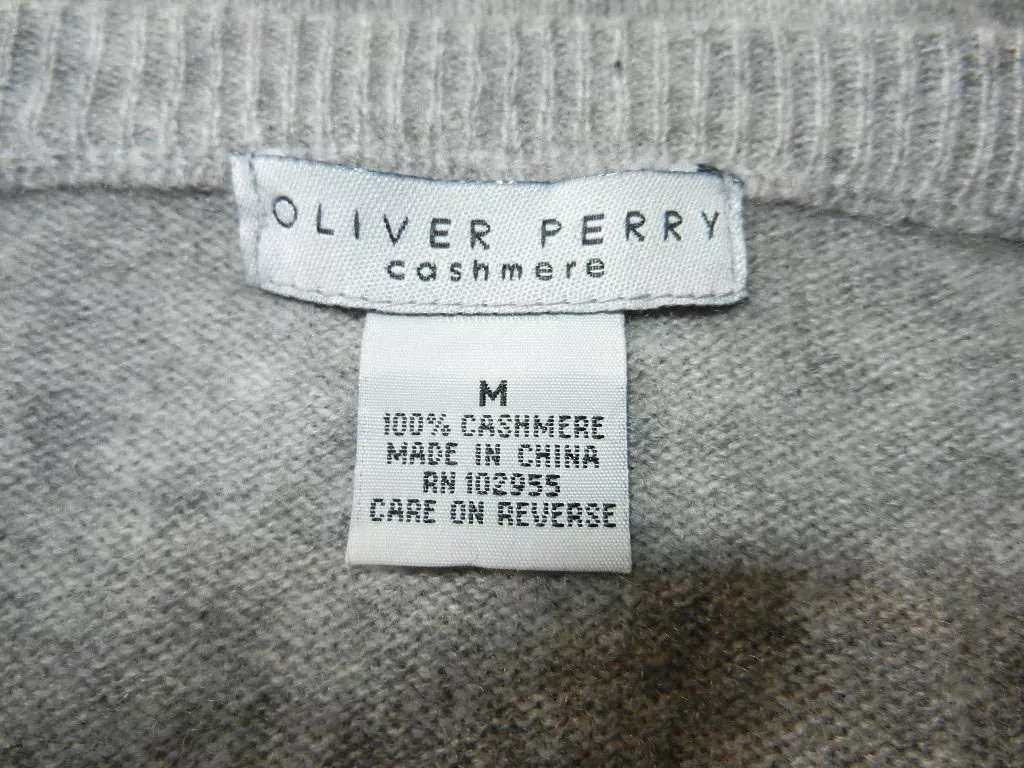 OLIVER PERRY
cashmere
M
100% CASHMERE
MADE IN CHINA
RN 102955
CARE ON REVERSE